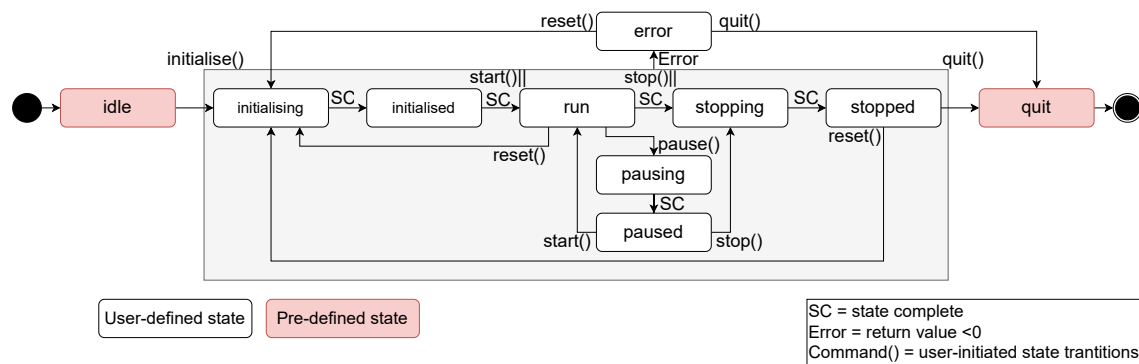 reset()
error
quit()
initialise()
Error
start()||
stop()||
quit()
idle
initialising
SC
initialised
SC
run
SC
stopping
SC
stopped
quit
reset()
pause()
reset()
pausing
SC
start()
paused
stop()
User-defined state
Pre-defined state
SC = state complete
Error = return value <0
Command() = user-initiated state trantitions